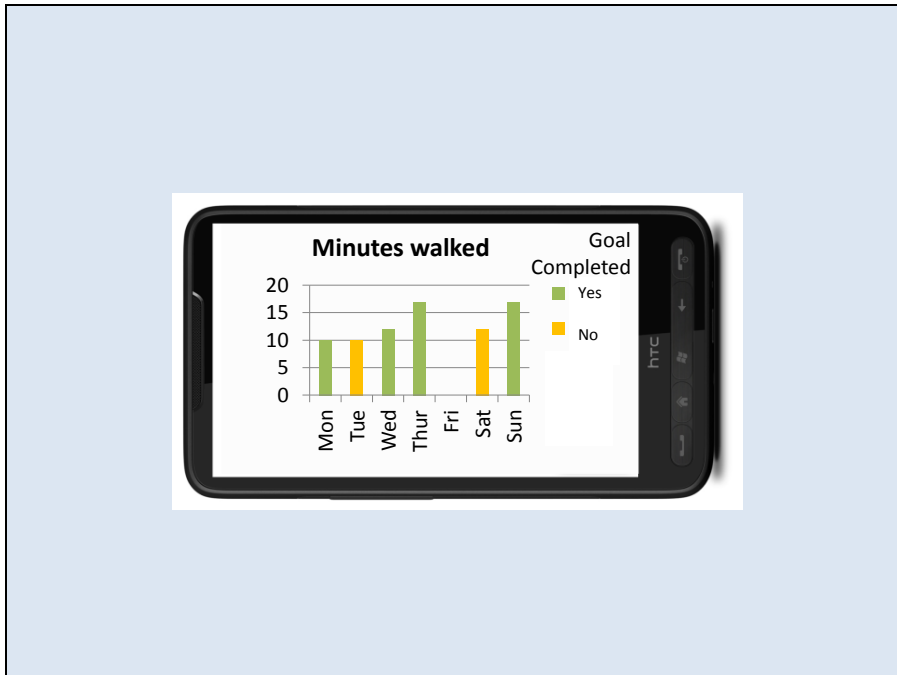 Minutes walked
Goal
Completed
Yes
No
20
15
10
5
0
Mon
Tue
Wed
Thur
Fri
Sat
Sun
hTC